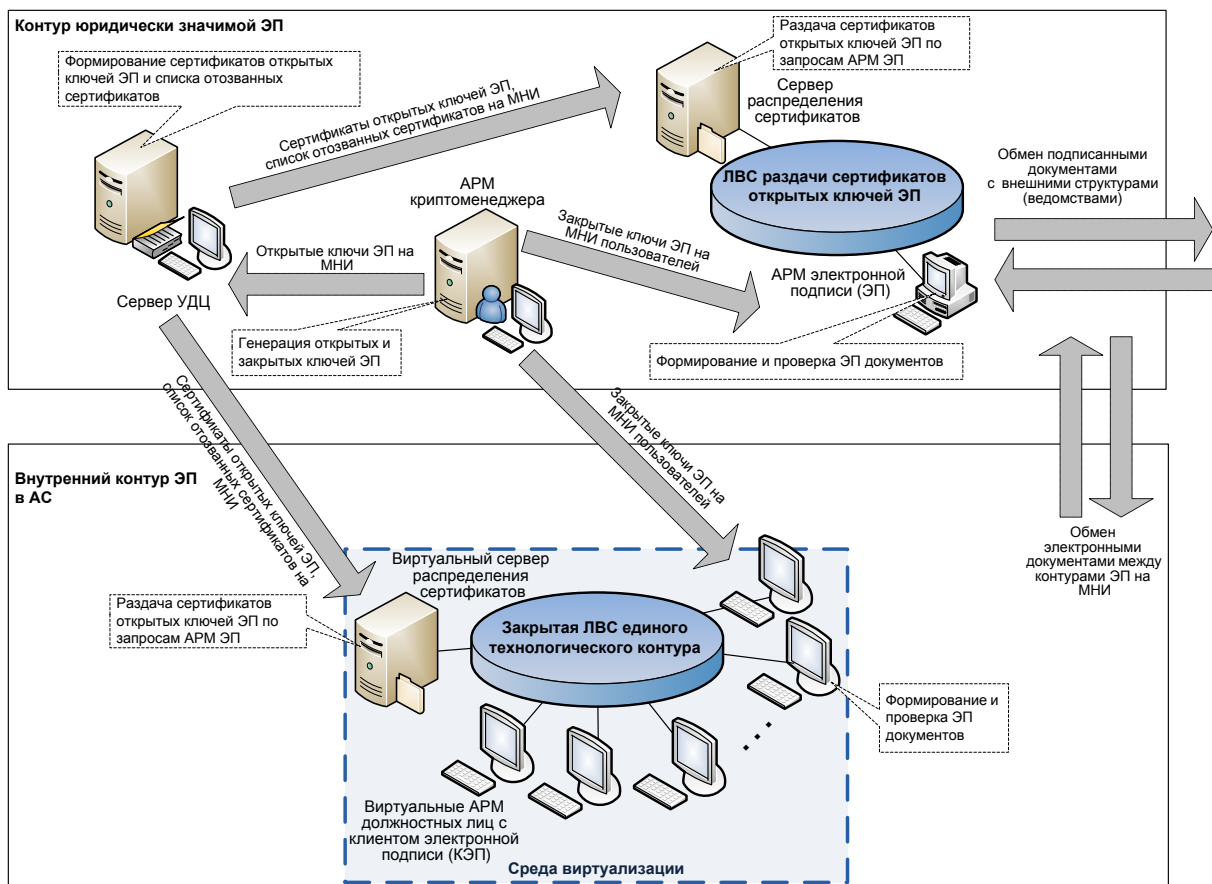 Контур юридически значимой ЭП
Формирование сертификатов открытых
ключей ЭП и списка отозванных
сертификатов
Раздача сертификатов
открытых ключей ЭП по
запросам АРМ ЭП
Сервер
распределения
сертификатов
Сертификаты открытых ключей ЭП,
список отозванных сертификатов на МНИ
ЛВС раздачи сертификатов
открытых ключей ЭП
Обмен подписанными
документами
с внешними структурами
(ведомствами)
АРМ
криптоменеджера
Закрытые ключи ЭП на
МНИ пользователей
Открытые ключи ЭП на
МНИ
АРМ электронной
подписи (ЭП)
Сервер УДЦ
Генерация открытых и
закрытых ключей ЭП
Формирование и проверка ЭП документов
Сертификаты открытых ключей ЭП,
список отозванных сертификатов на
МНИ
Закрытые ключи ЭП на
МНИ пользователей
Внутренний контур ЭП
в АС
Обмен
электронными
документами между
контурами ЭП на
МНИ
Виртуальный сервер
распределения
сертификатов
Раздача сертификатов
открытых ключей ЭП по
запросам АРМ ЭП
Закрытая ЛВС единого
технологического контура
Формирование и
проверка ЭП
документов
Виртуальные АРМ
должностных лиц с
клиентом электронной
подписи (КЭП)
Среда виртуализации